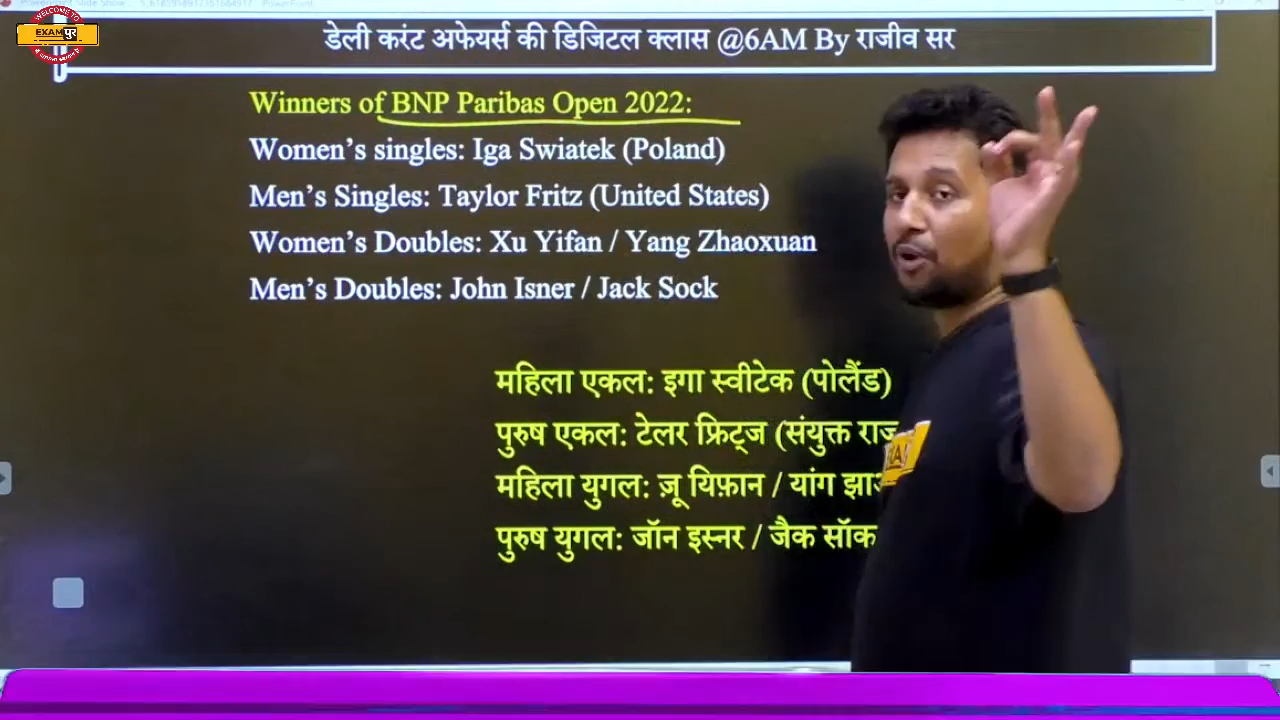 WELCOME TO
EXAMपुर
डेली करंट अफेयर्स की डिजिटल क्लास @6AM By राजीव सर
Winners of BNP Paribas Open 2022:
Women's singles: Iga Swiatek (Poland)
Men's Singles: Taylor Fritz (United States)
Women's Doubles: Xu Yifan / Yang Zhaoxuan
Men's Doubles: John Isner / Jack Sock
महिला एकल: इगा स्वीटेक (पोलैंड)
पुरुष एकल: टेलर फ्रिट्ज (संयुक्त
महिला युगल: ज़ू यिफ़ान / यांग
पुरुष युगल: जॉन इस्नर / जैक सॉक